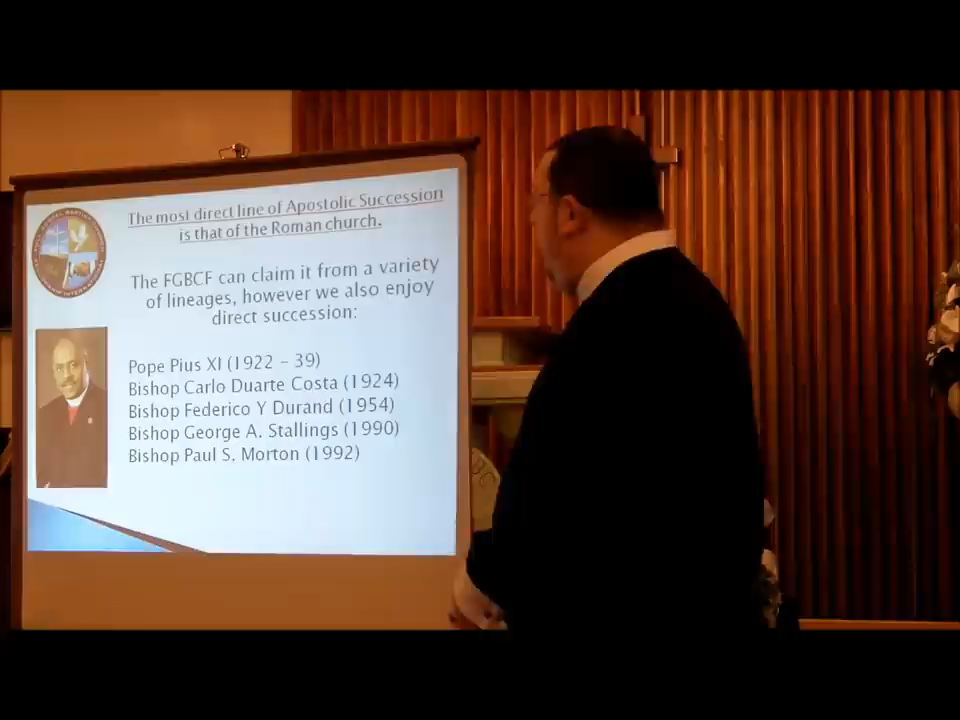 The most direct line of Apostolic Succession
is that of the Roman church.
The FGBCF can claim it from a variety
of lineages, however we also enjoy
direct succession:
Pope Pius XI (1922 – 39)
Bishop Carlo Duarte Costa (1924)
Bishop Federico Y Durand (1954)
Bishop George A. Stallings (1990)
Bishop Paul S. Morton (1992)